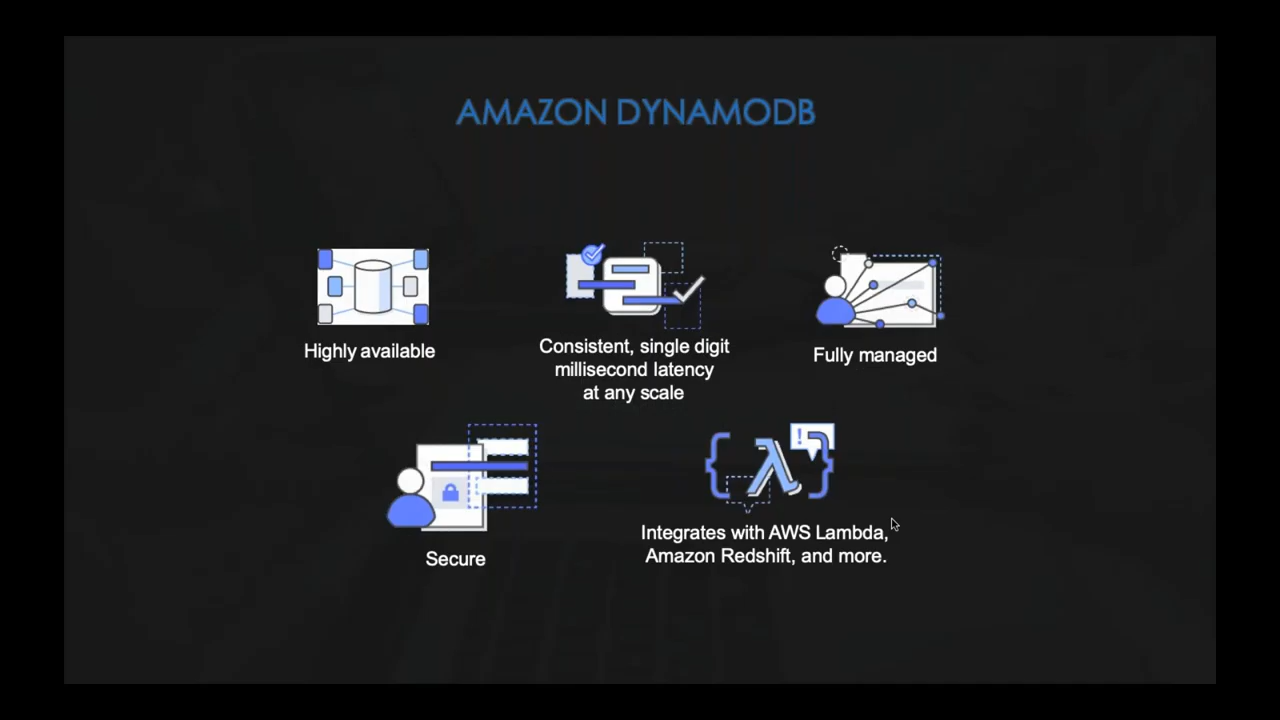 AMAZON DYNAMODB
Highly available
Consistent, single digit
millisecond latency
at any scale
Fully managed
Secure
Integrates with AWS Lambda,
Amazon Redshift, and more.